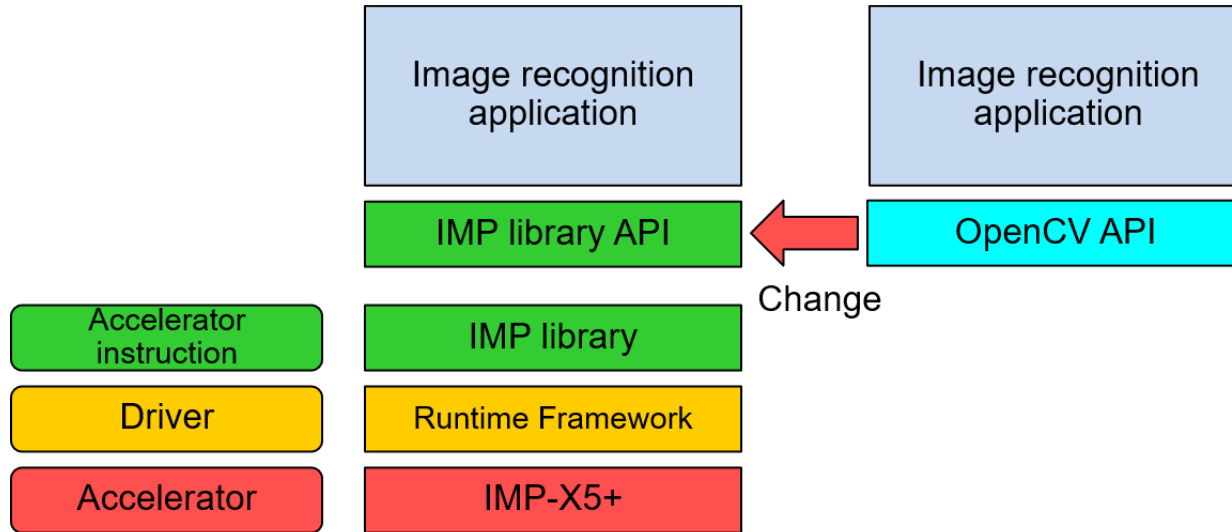 Image recognition
application
Image recognition
application
IMP library API
OpenCV API
Change
Accelerator
instruction
IMP library
Driver
Runtime Framework
Accelerator
IMP-X5+